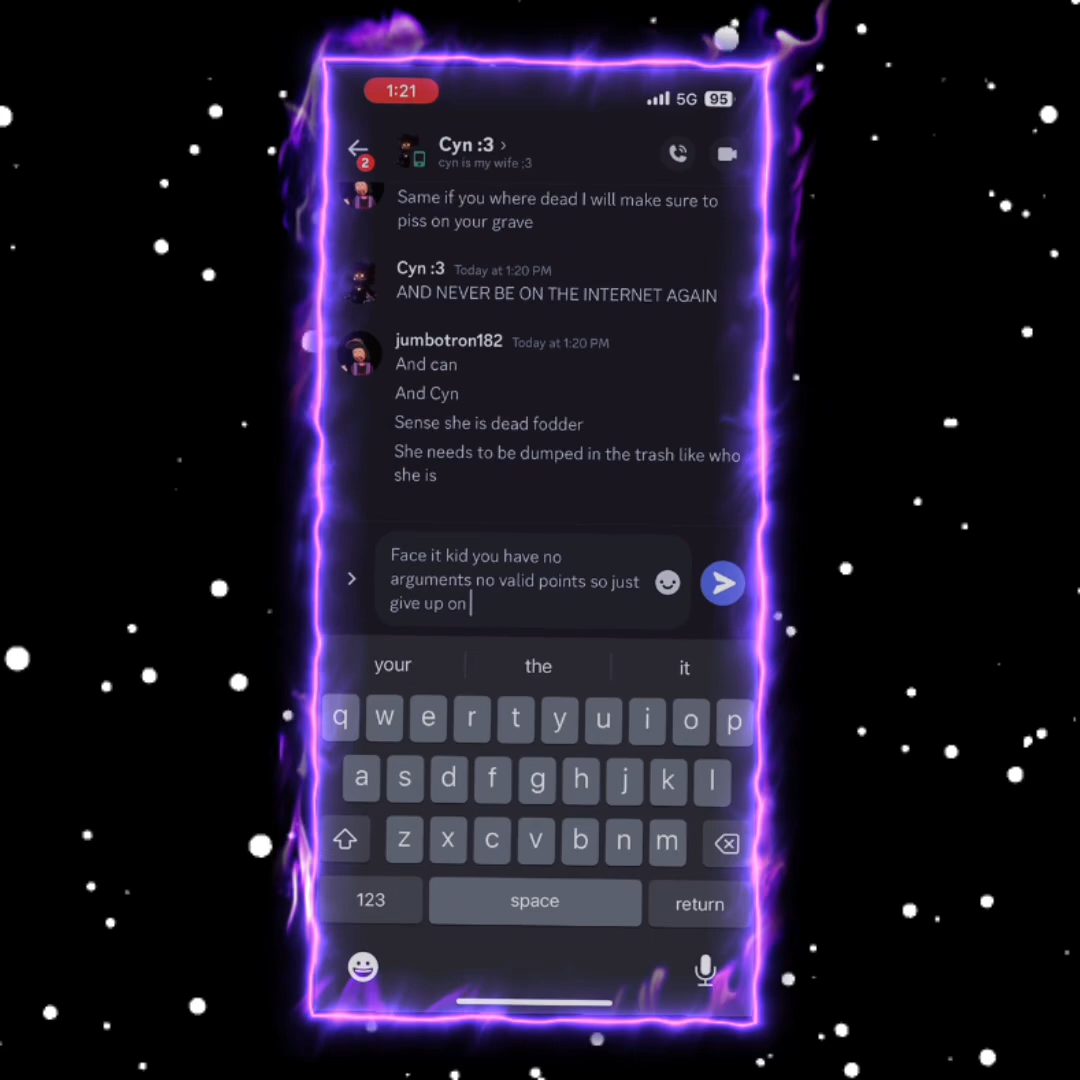 1:21
5G 95
Cyn :3 ›
2
cyn is my wife ;3
Same if you where dead I will make sure to
piss on your grave
Cyn :3 Today at 1:20 PM
AND NEVER BE ON THE INTERNET AGAIN
jumbotron182 Today at 1:20 PM
And can
And Cyn
Sense she is dead fodder
She needs to be dumped in the trash like who
she is
Face it kid you have no
arguments no valid points so just
give up on
your the it
q w e r t y u i o p
a s d f g h j k l
z x c v b n m
123 space return